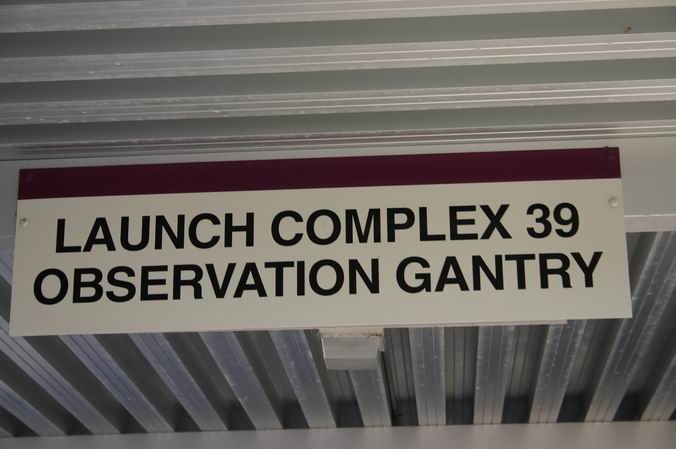 LAUNCH COMPLEX 39
OBSERVATION GANTRY